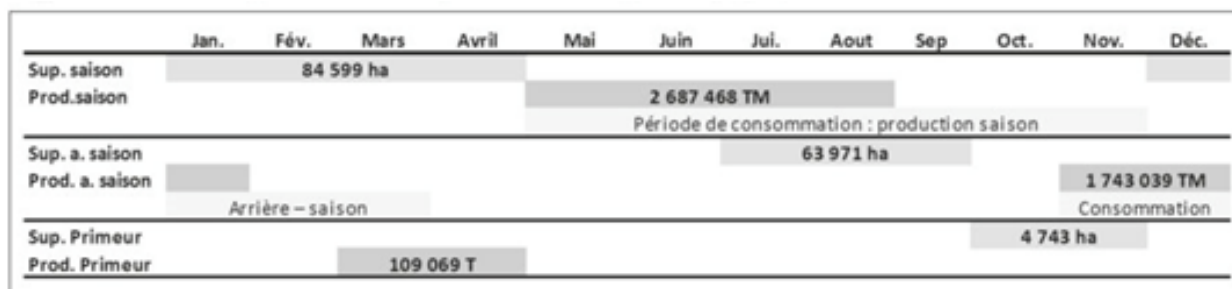 Jan. Fév. Mars Avril Mai Juin Jui. Aout Sep Oct. Nov. Déc.
Sup. saison 84 599 ha
Prod.saison 2 687 468 TM
Période de consommation : production saison
Sup. a. saison 63 971 ha
Prod. a. saison 1 743 039 TM
Arrière – saison Consommation
Sup. Primeur 4 743 ha
Prod. Primeur 109 069 T